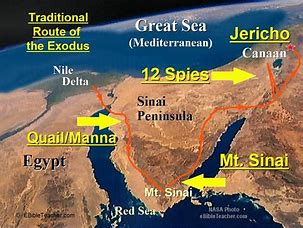 Traditional
Route of
the Exodus
Great Sea
(Mediterranean)
Jericho
Canaan
Nile
Delta
12 Spies
Sinai
Peninsula
Quail/Manna
Egypt
Mt. Sinai
Mt. Sinai
Red Sea
© EBibleTeacher.com
NASA Photo
eBibleTeacher.com